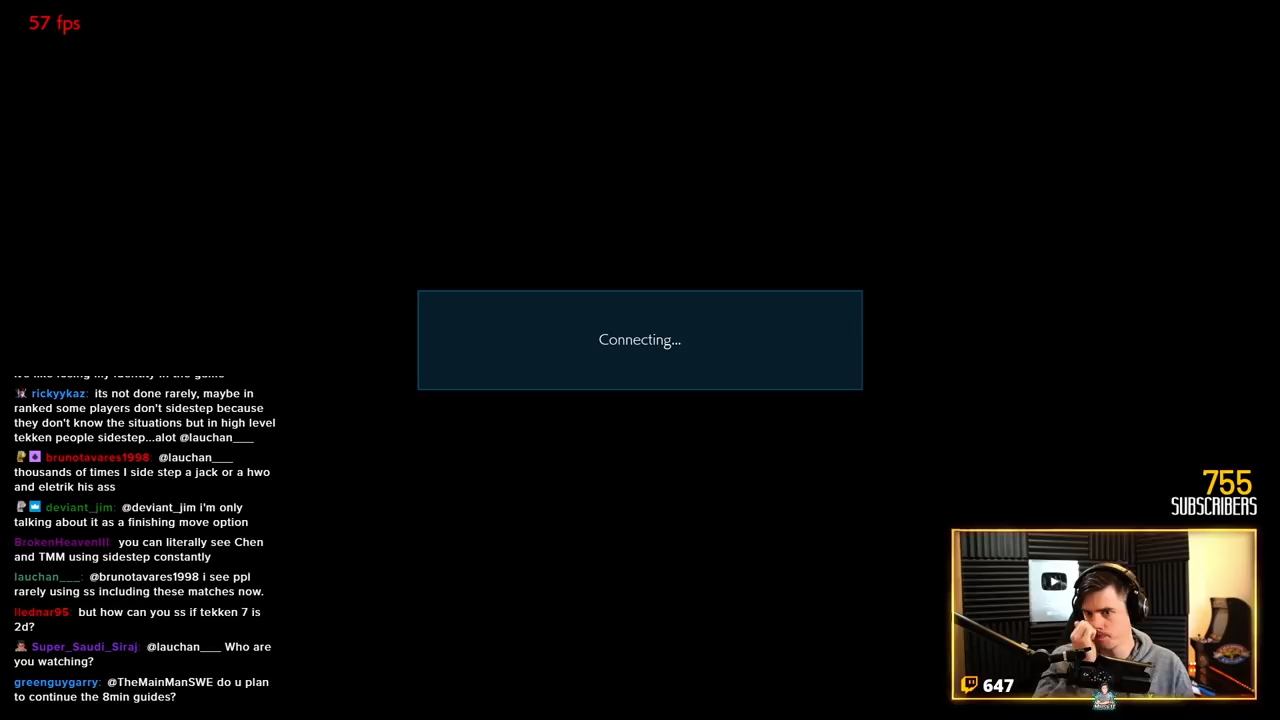 57 fps
Connecting...
rickyykaz: its not done rarely, maybe in
ranked some players don't sidestep because
they don't know the situations but in high level
tekken people sidestep...alot @lauchan___
brunotavares1998: @lauchan___
thousands of times I side step a jack or a hwo
and eletrik his ass
deviant_jim: @deviant_jim i'm only
talking about it as a finishing move option
BrokenHeavenIII: you can literally see Chen
and TMM using sidestep constantly
lauchan___: @brunotavares1998 i see ppl
rarely using ss including these matches now.
llednar95: but how can you ss if tekken 7 is
2d?
Super_Saudi_Siraj: @lauchan___ Who are
you watching?
greenguygarry: @TheMainManSWE do u plan
to continue the 8min guides?
755
SUBSCRIBERS
647